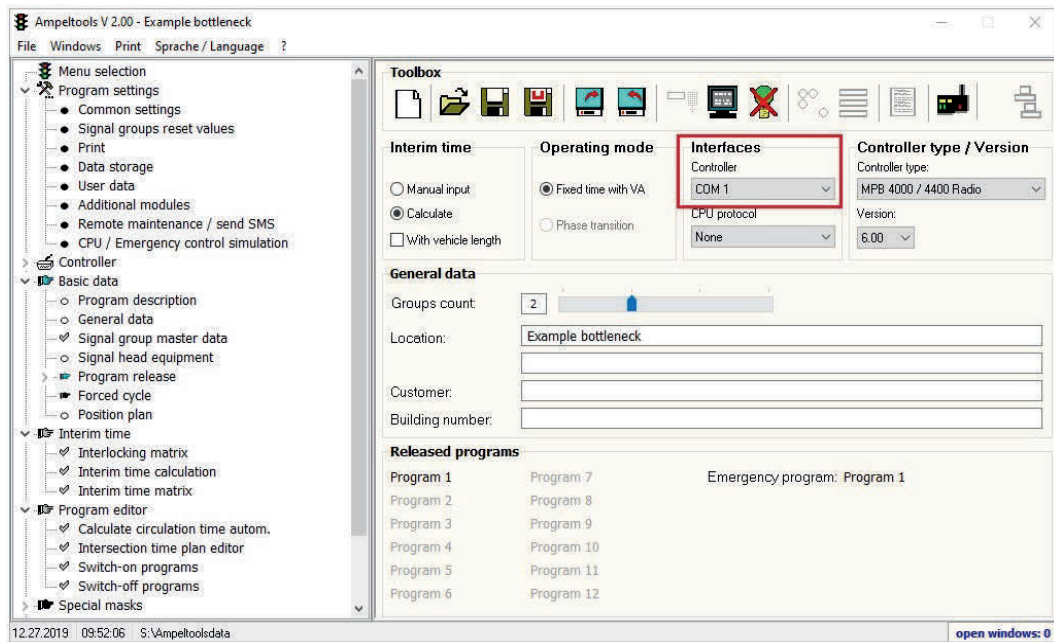 Ampeltools V 2.00 - Example bottleneck
File Windows Print Sprache / Language ?
Menu selection
Program settings
Common settings
Signal groups reset values
Print
Data storage
User data
Additional modules
Remote maintenance / send SMS
CPU / Emergency control simulation
Controller
Basic data
Program description
General data
Signal group master data
Signal head equipment
Program release
Forced cycle
Position plan
Interim time
Interlocking matrix
Interim time calculation
Interim time matrix
Program editor
Calculate circulation time autom.
Intersection time plan editor
Switch-on programs
Switch-off programs
Special masks
Toolbox
Interim time
Manual input
Calculate
With vehicle length
Operating mode
Fixed time with VA
Phase transition
Interfaces
Controller
COM 1
CPU protocol
None
Controller type / Version
Controller type:
MPB 4000 / 4400 Radio
Version:
6.00
General data
Groups count: 2
Location: Example bottleneck
Customer:
Building number:
Released programs
Program 1 Program 7 Emergency program: Program 1
Program 2 Program 8
Program 3 Program 9
Program 4 Program 10
Program 5 Program 11
Program 6 Program 12
12.27.2019 09:52:06 S:\Ampeltoolsdata open windows: 0